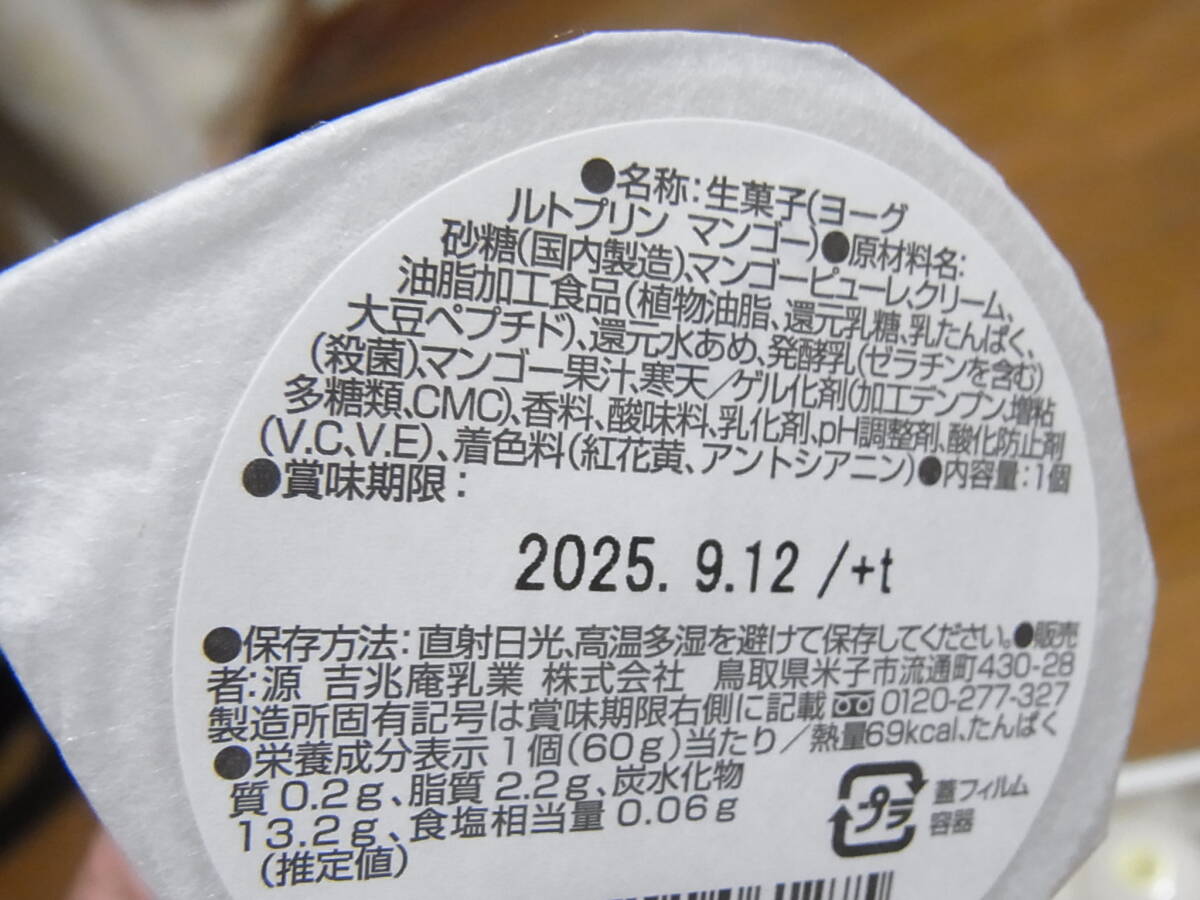 ●名称:生菓子(ヨーグ
ルトプリン マンゴー)●原材料名:
砂糖(国内製造)、マンゴーピューレ、クリーム、
油脂加工食品(植物油脂、還元乳糖、乳たんぱく、
大豆ペプチド)、還元水あめ、発酵乳(ゼラチンを含む)
(殺菌)、マンゴー果汁、寒天/ゲル化剤(加工デンプン、増粘
多糖類、CMC)、香料、酸味料、乳化剤、pH調整剤、酸化防止剤
(V.C、V.E)、着色料(紅花黄、アントシアニン)●内容量:1個
●賞味期限:
2025. 9.12 /+t
●保存方法:直射日光、高温多湿を避けて保存してください。●販売
者:源 吉兆庵乳業 株式会社 鳥取県米子市流通町430-28
製造所固有記号は賞味期限右側に記載 0120-277-327
●栄養成分表示 1個(60g)当たり/熱量69kcal、たんぱく
質 0.2g、脂質 2.2g、炭水化物
13.2g、食塩相当量 0.06g
(推定値)
プラ
蓋フィルム
容器